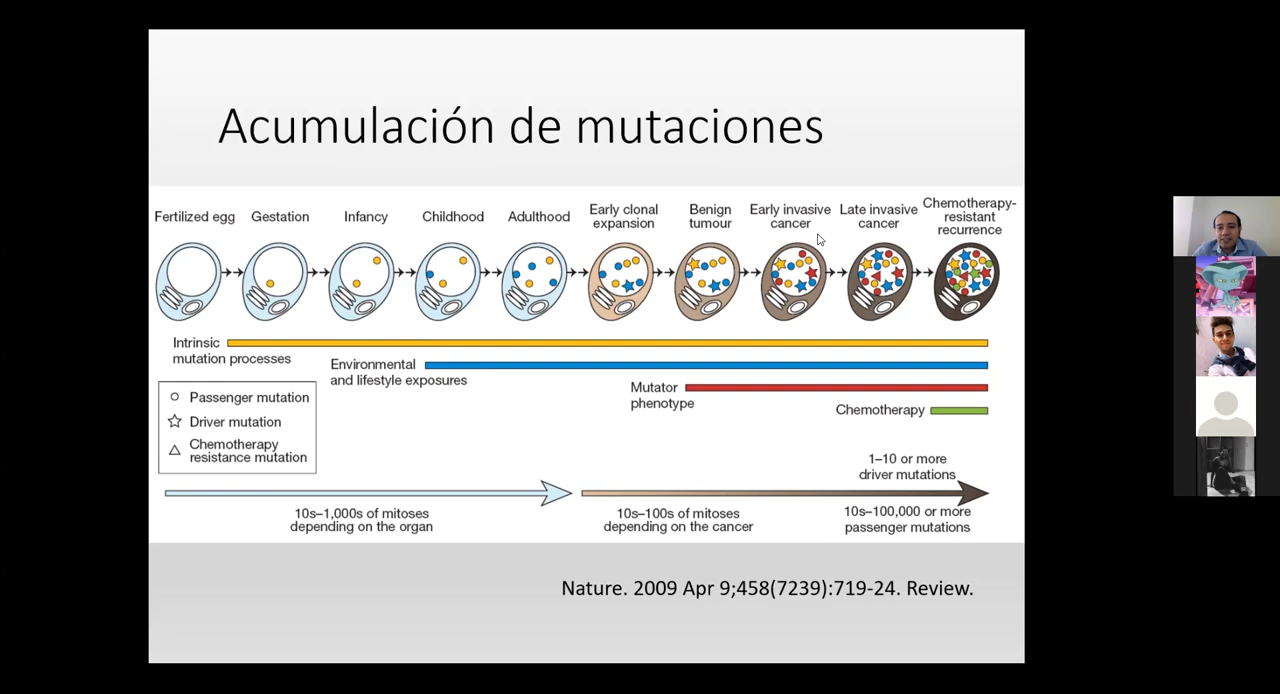 Acumulación de mutaciones
Fertilized egg
Gestation
Infancy
Childhood
Adulthood
Early clonal
expansion
Benign
tumour
Early invasive
cancer
Late invasive
cancer
Chemotherapy-
resistant
recurrence
Intrinsic
mutation processes
Environmental
and lifestyle exposures
Mutator
phenotype
Chemotherapy
Passenger mutation
Driver mutation
Chemotherapy
resistance mutation
1–10 or more
driver mutations
10s–1,000s of mitoses
depending on the organ
10s–100s of mitoses
depending on the cancer
10s–100,000 or more
passenger mutations
Nature. 2009 Apr 9;458(7239):719-24. Review.